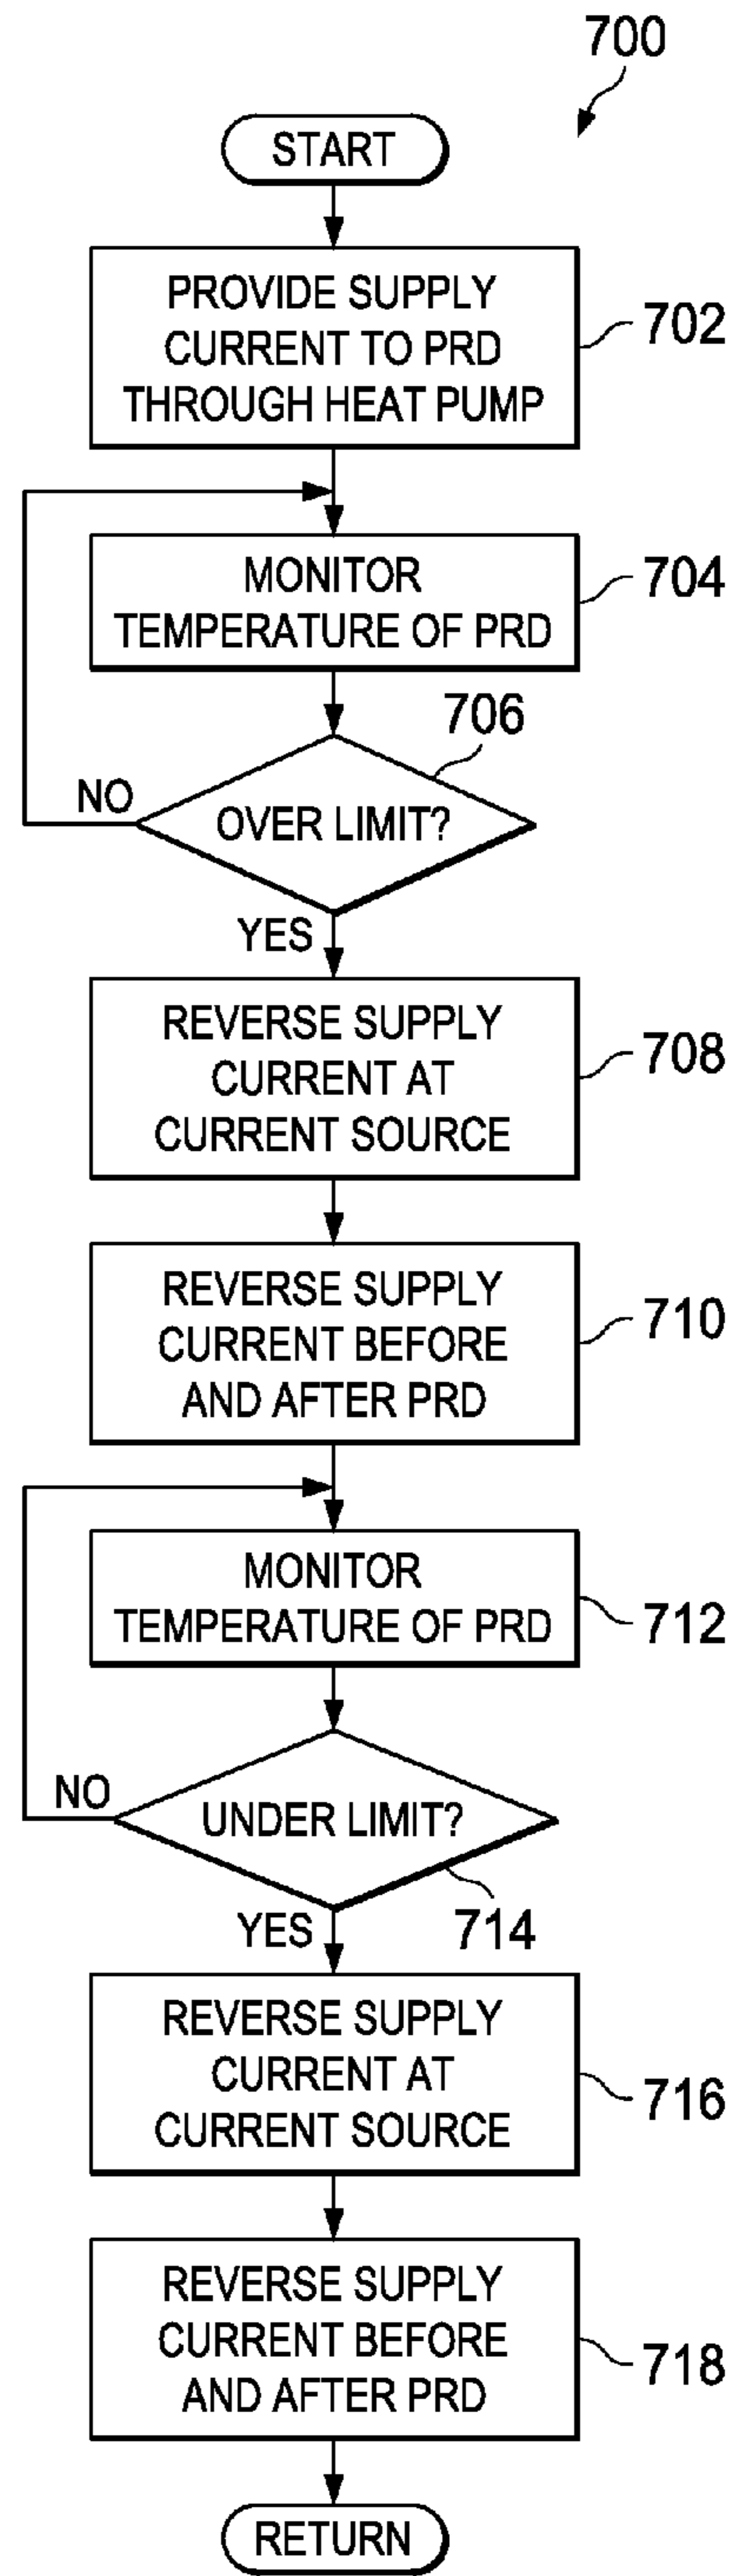 700
START
PROVIDE SUPPLY
CURRENT TO PRD
THROUGH HEAT PUMP
702
MONITOR
TEMPERATURE OF PRD
704
706
NO
OVER LIMIT?
YES
REVERSE SUPPLY
CURRENT AT
CURRENT SOURCE
708
REVERSE SUPPLY
CURRENT BEFORE
AND AFTER PRD
710
MONITOR
TEMPERATURE OF PRD
712
NO
UNDER LIMIT?
714
YES
REVERSE SUPPLY
CURRENT AT
CURRENT SOURCE
716
REVERSE SUPPLY
CURRENT BEFORE
AND AFTER PRD
718
RETURN